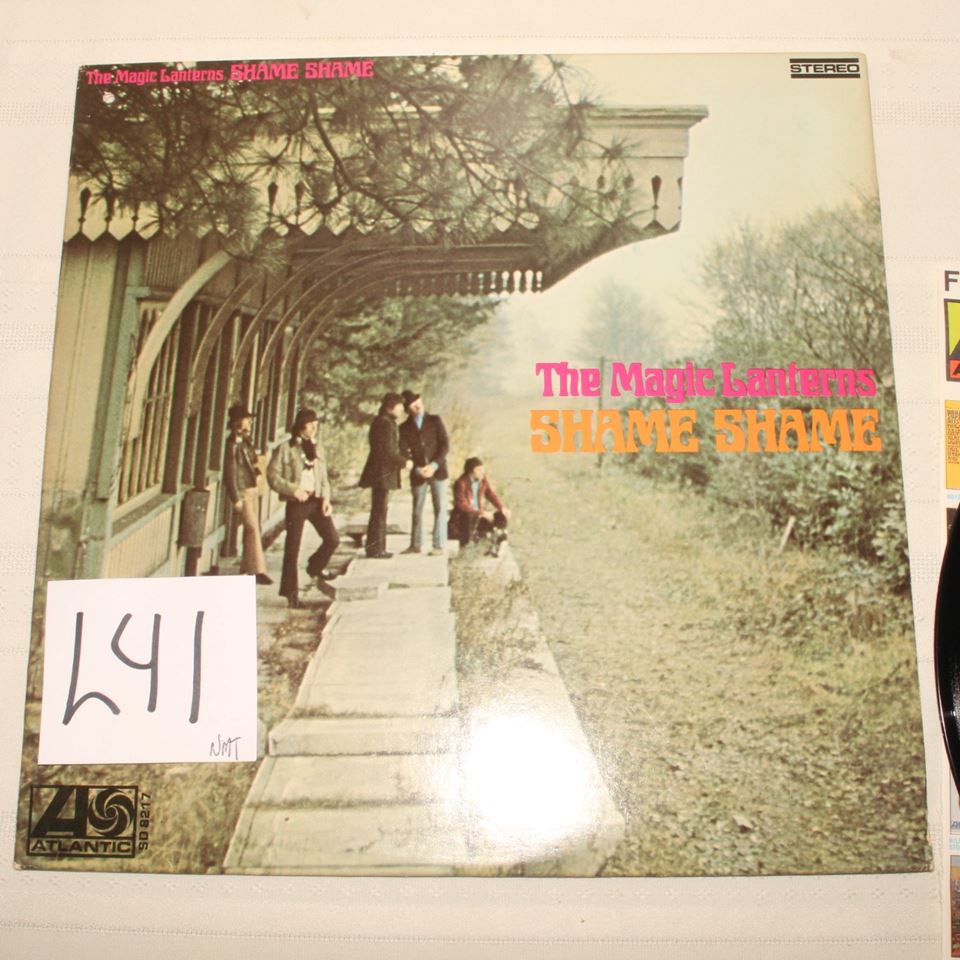 The Magic Lanterns SHAME SHAME
STEREO
The Magic Lanterns
SHAME SHAME
L41
NMT
ATLANTIC
SD 8217
F